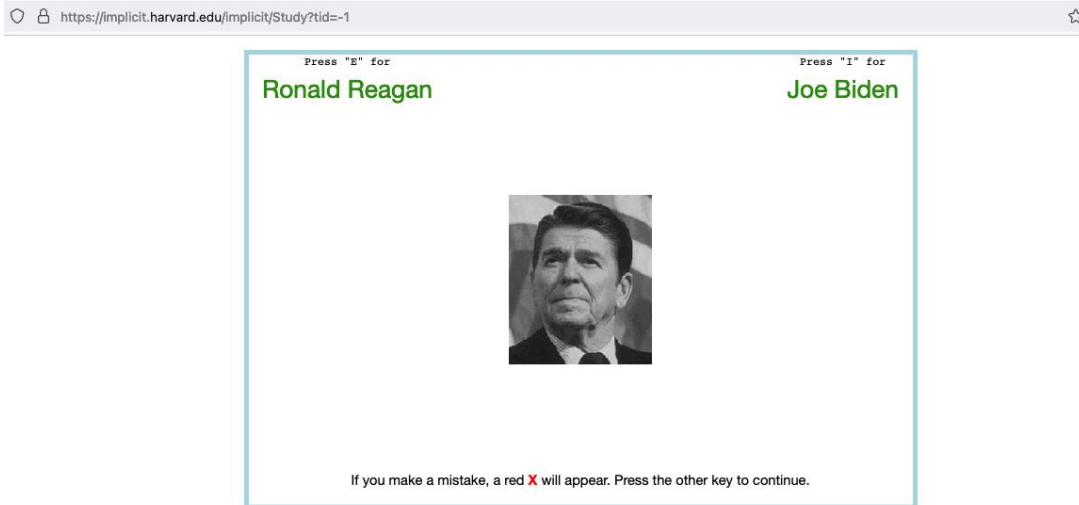 https://implicit.harvard.edu/implicit/Study?tid=-1
Press "E" for
Press "I" for
Ronald Reagan
Joe Biden
If you make a mistake, a red X will appear. Press the other key to continue.